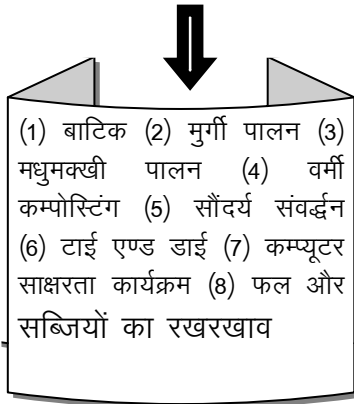 (1) बाटिक (2) मुर्गी पालन (3)
मधुमक्खी पालन (4) वर्मी
कम्पोस्टिंग (5) सौंदर्य संवर्द्धन
(6) टाई एण्ड डाई (7) कम्प्यूटर
साक्षरता कार्यक्रम (8) फल और
सब्जियों का रखरखाव